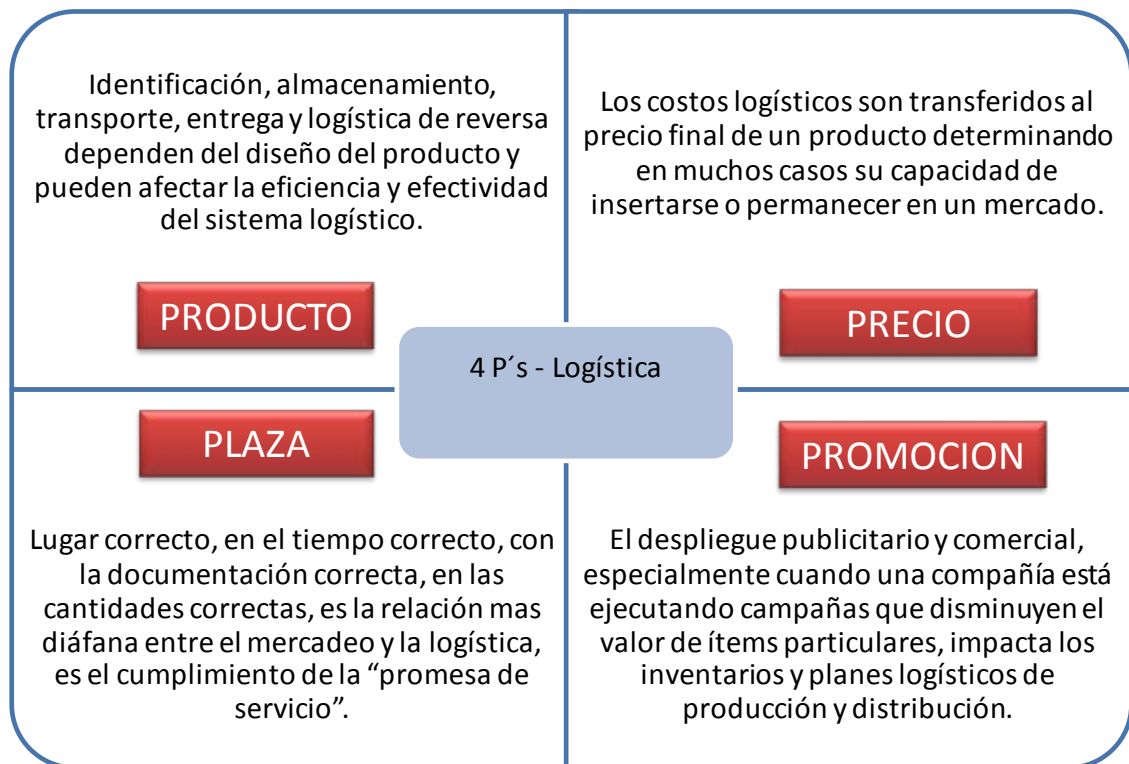 Identificación, almacenamiento,
transporte, entrega y logística de reversa
dependen del diseño del producto y
pueden afectar la eficiencia y efectividad
del sistema logístico.
PRODUCTO
Los costos logísticos son transferidos al
precio final de un producto determinando
en muchos casos su capacidad de
insertarse o permanecer en un mercado.
PRECIO
4 P´s - Logística
PLAZA
Lugar correcto, en el tiempo correcto, con
la documentación correcta, en las
cantidades correctas, es la relación mas
diáfana entre el mercadeo y la logística,
es el cumplimiento de la “promesa de
servicio”.
PROMOCION
El despliegue publicitario y comercial,
especialmente cuando una compañía está
ejecutando campañas que disminuyen el
valor de ítems particulares, impacta los
inventarios y planes logísticos de
producción y distribución.